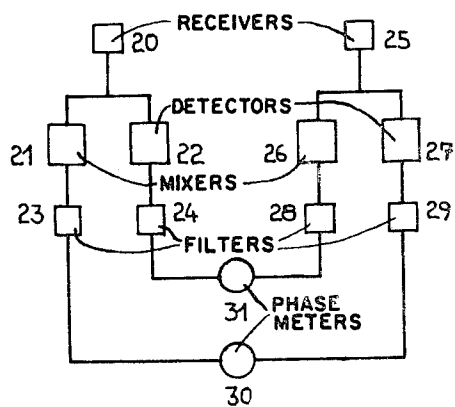 RECEIVERS
20
25
DETECTORS
21
22
26
27
MIXERS
23
24
28
29
FILTERS
31
PHASE
METERS
30